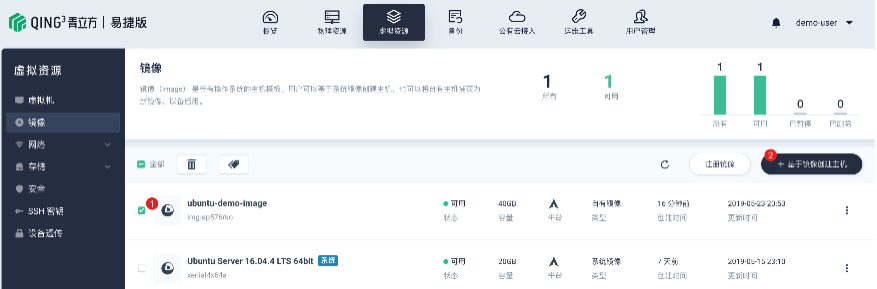 QING³ 青立方 | 易捷版
概览
物理资源
虚拟资源
备份
公有云接入
运维工具
用户管理
demo-user
虚拟资源
虚拟机
镜像
网络
存储
安全
SSH 密钥
设备透传
镜像
镜像（Image）是带有操作系统的主机模板，用户可以基于系统镜像创建主机，也可以将自有主机捕获为
新镜像，以备后用。
1
所有
1
可用
1 1 0 0
所有 可用 已暂停 已删除
全部
注册镜像
2
+ 基于镜像创建主机
1
ubuntu-demo-image
img-ep576rko
可用
状态
40GB
容量
平台
自有镜像
类型
16 分钟前
创建时间
2019-05-23 20:53
更新时间
Ubuntu Server 16.04.4 LTS 64bit 系统
xenial4x64a
可用
状态
20GB
容量
平台
系统镜像
类型
7 天前
创建时间
2019-05-15 23:10
更新时间